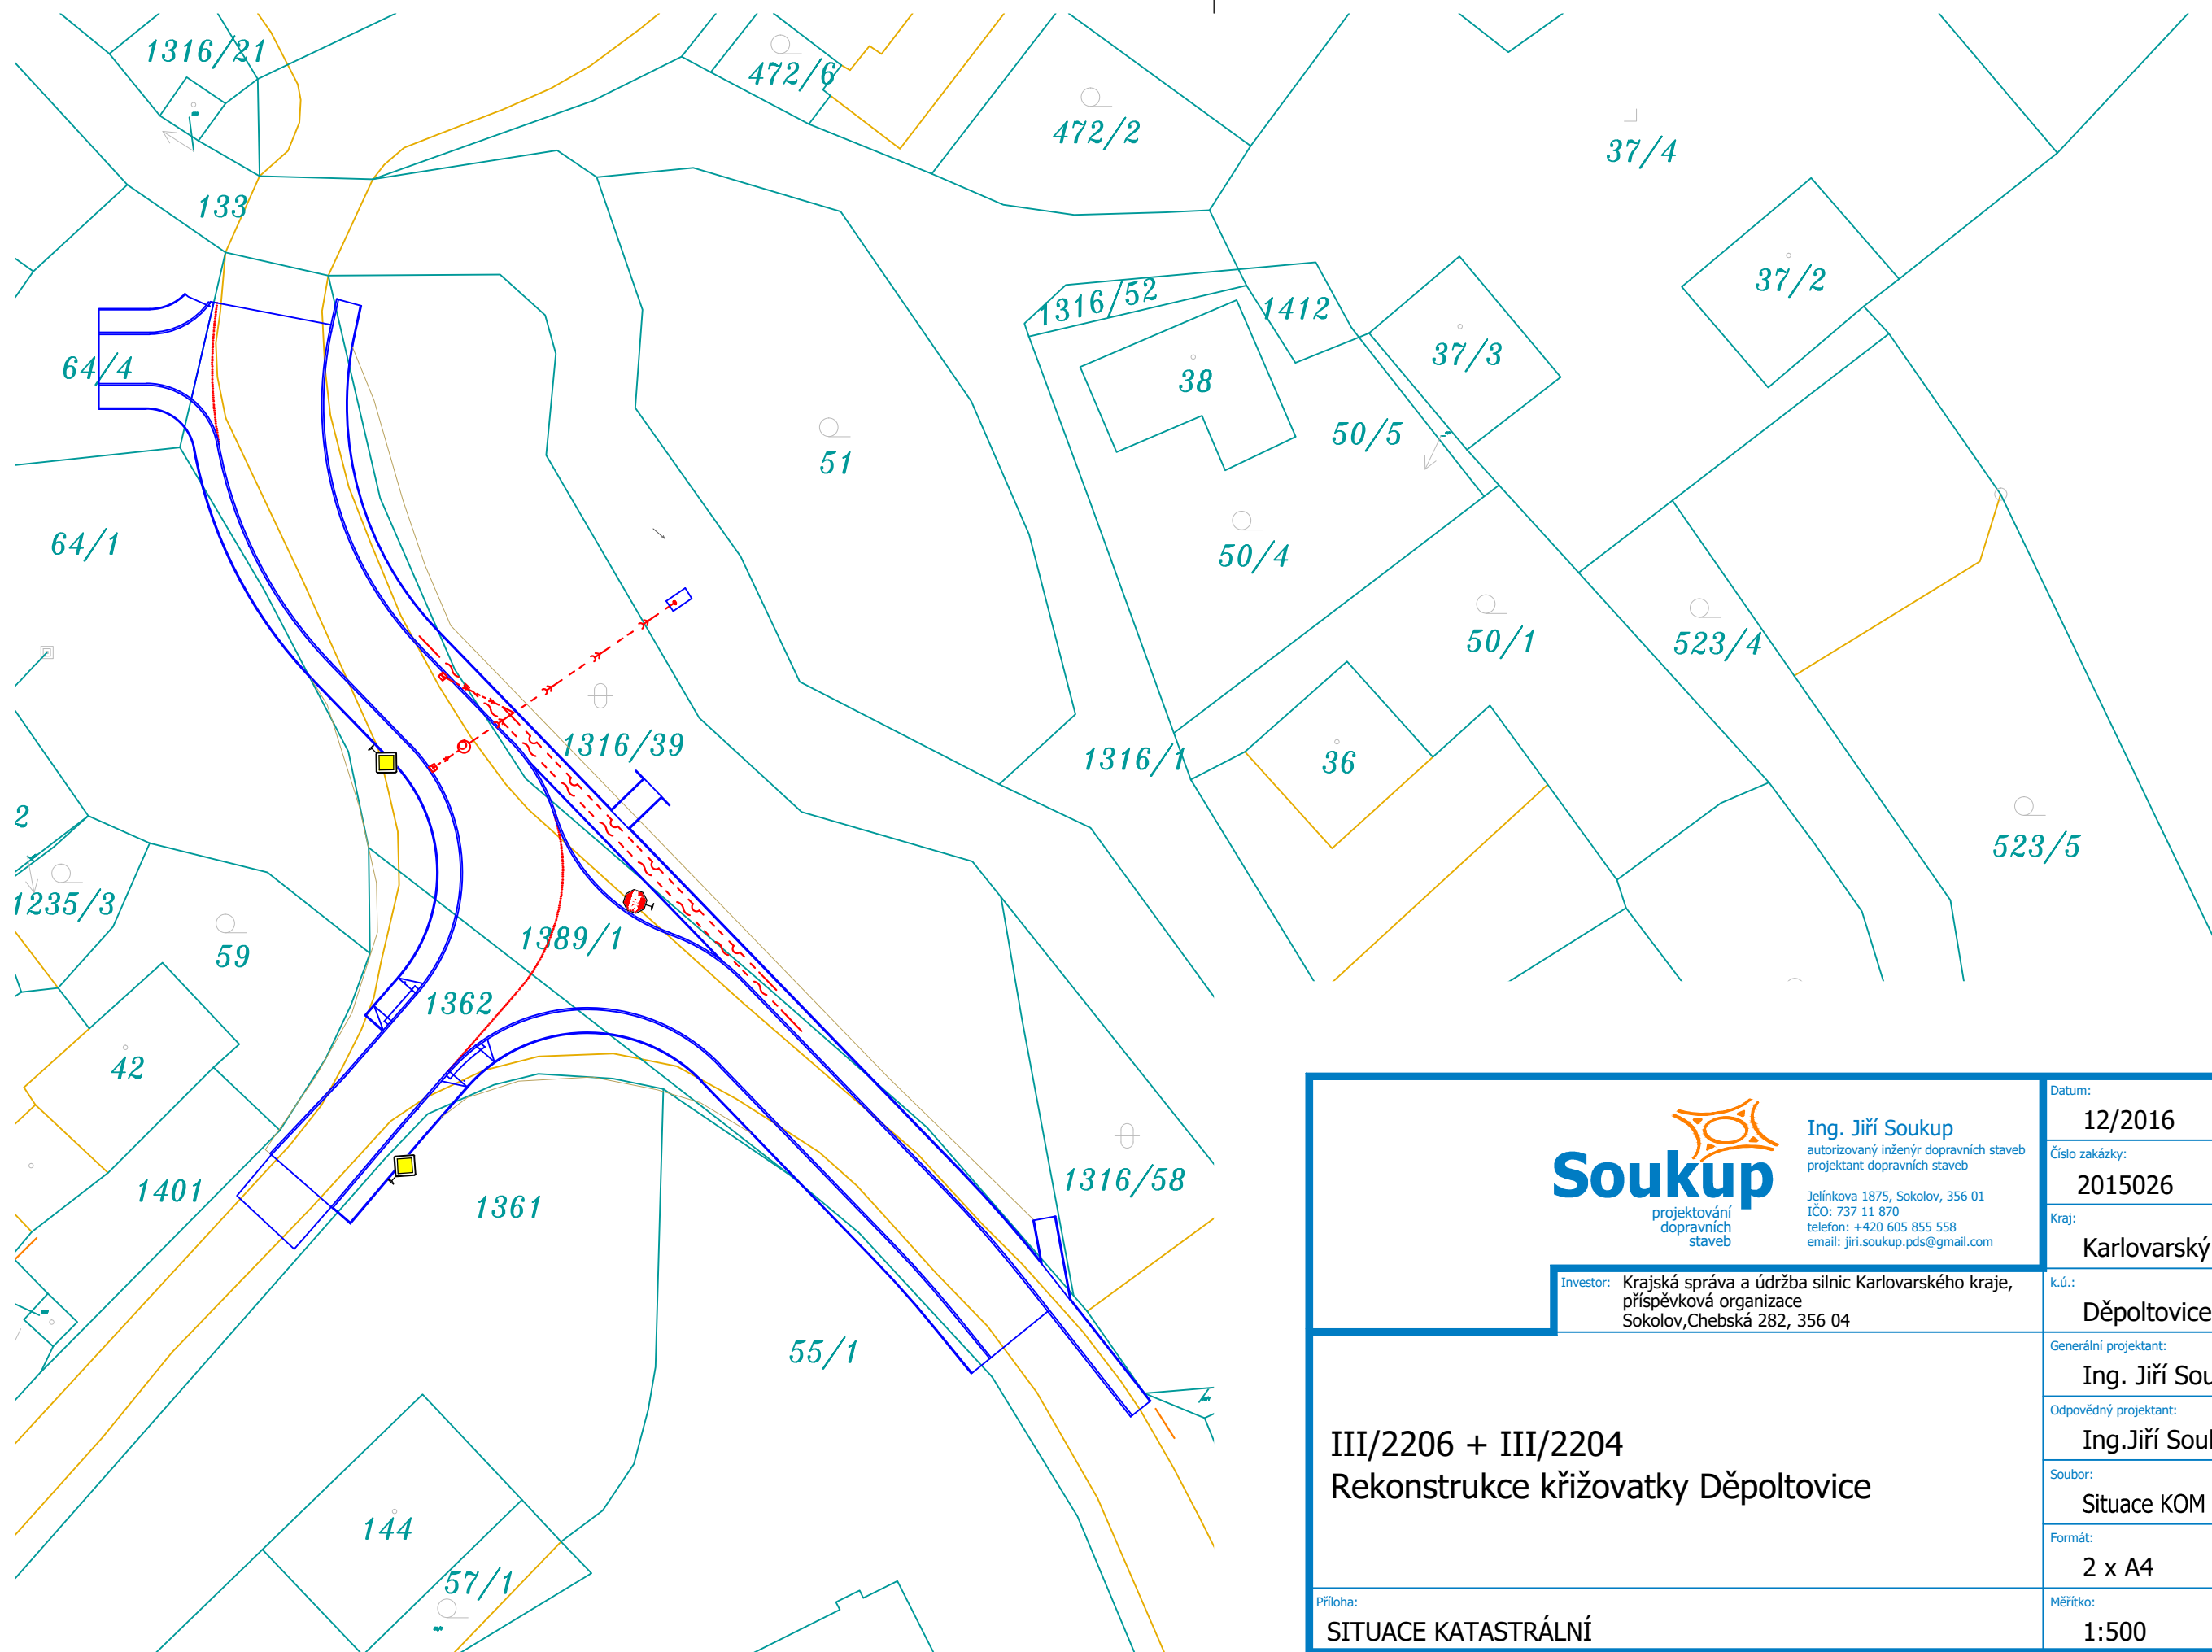 1316/21
472/6
472/2
37/4
133
37/2
1316/52
1412
37/3
64/4
38
50/5
51
64/1
50/4
50/1
523/4
1316/39
1316/1
36
2
523/5
1235/3
59
1389/1
1362
42
1401
1361
1316/58
55/1
144
57/1
Soukup
projektování
dopravních
staveb
Ing. Jiří Soukup
autorizovaný inženýr dopravních staveb
projektant dopravních staveb
Jelínkova 1875, Sokolov, 356 01
IČO: 737 11 870
telefon: +420 605 855 558
email: jiri.soukup.pds@gmail.com
Investor: Krajská správa a údržba silnic Karlovarského kraje,
příspěvková organizace
Sokolov,Chebská 282, 356 04
III/2206 + III/2204
Rekonstrukce křižovatky Děpoltovice
Příloha:
SITUACE KATASTRÁLNÍ
Datum:
12/2016
Číslo zakázky:
2015026
Kraj:
Karlovarský
k.ú.:
Děpoltovice
Generální projektant:
Ing. Jiří Sou
Odpovědný projektant:
Ing.Jiří Souk
Soubor:
Situace KOM
Formát:
2 x A4
Měřítko:
1:500